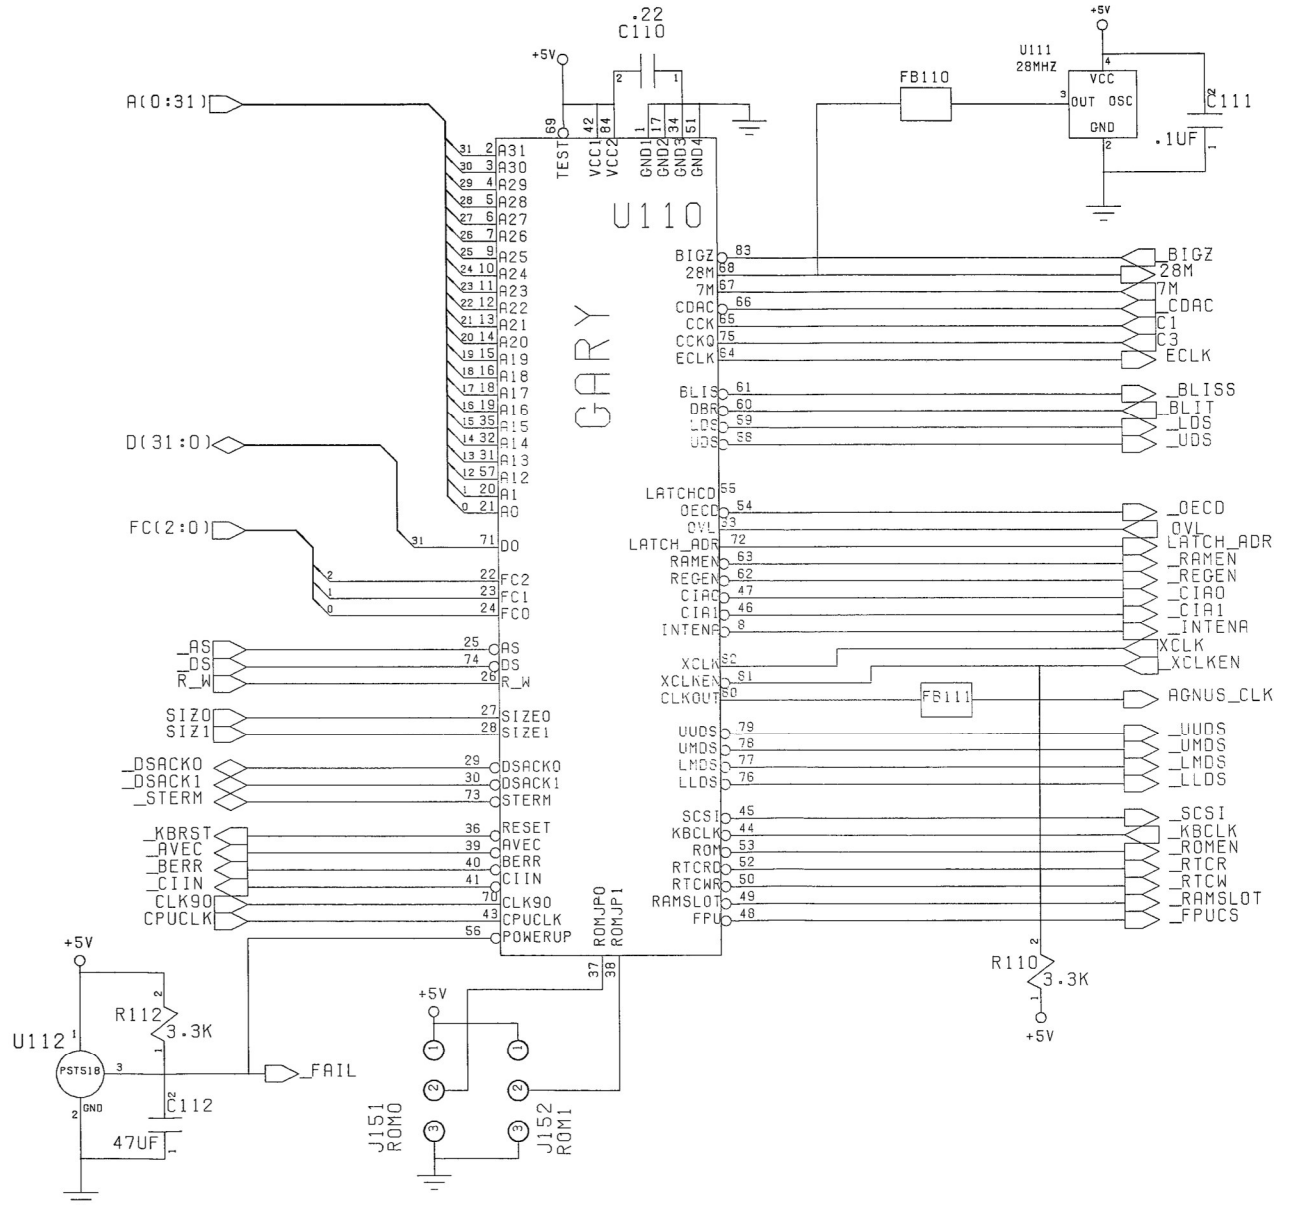 .22
C110
+5V
2
1
+5V
U111
28MHZ
4
VCC
3
OUT OSC
GND
2
2
C111
.1UF
1
FB110
A(0:31)
69
42
84
1
17
34
51
TEST
VCC1
VCC2
GND1
GND2
GND3
GND4
U110
GARY
31 2 A31
30 3 A30
29 4 A29
28 5 A28
27 6 A27
26 7 A26
25 9 A25
24 10 A24
23 11 A23
22 12 A22
21 13 A21
20 14 A20
19 15 A19
18 16 A18
17 18 A17
16 19 A16
15 35 A15
14 32 A14
13 31 A13
12 57 A12
1 20 A1
0 21 A0
D(31:0)
31 71 D0
FC(2:0)
2 22 FC2
1 23 FC1
0 24 FC0
_AS 25 AS
_DS 74 DS
R_W 26 R_W
SIZ0 27 SIZE0
SIZ1 28 SIZE1
_DSACK0 29 DSACK0
_DSACK1 30 DSACK1
_STERM 73 STERM
_KBRST 36 RESET
_AVEC 39 AVEC
_BERR 40 BERR
_CIIN 41 CIIN
CLK90 70 CLK90
CPUCLK 43 CPUCLK
56 POWERUP
BIGZ 83 _BIGZ
28M 68 28M
7M 67 7M
CDAC 66 _CDAC
CCK 65 C1
CCKQ 75 C3
ECLK 64 ECLK
BLIS 61 _BLISS
DBR 60 _BLIT
LDS 59 _LDS
UDS 58 _UDS
LATCHCD 55
OECD 54 _OECD
OVL 33 OVL
LATCH_ADR 72 LATCH_ADR
RAMEN 63 _RAMEN
REGEN 62 _REGEN
CIA0 47 _CIA0
CIA1 46 _CIA1
INTENA 8 _INTENA
XCLK 82 XCLK
XCLKEN 81 _XCLKEN
CLKOUT 80 FB111 AGNUS_CLK
UUDS 79 _UUDS
UMDS 78 _UMDS
LMDS 77 _LMDS
LLDS 76 _LLDS
SCSI 45 _SCSI
KBCLK 44 _KBCLK
ROM 53 _ROMEN
RTCRD 52 _RTCR
RTCWR 50 _RTCW
RAMSLOT 49 _RAMSLOT
FPU 48 _FPUCS
ROMJP0
ROMJP1
37
38
2
R110
3.3K
1
+5V
+5V
2
R112
3.3K
1
1
U112
PST518
3
2
GND
_FAIL
2
C112
47UF
1
+5V
1
1
2
2
3
3
J151
ROM0
J152
ROM1